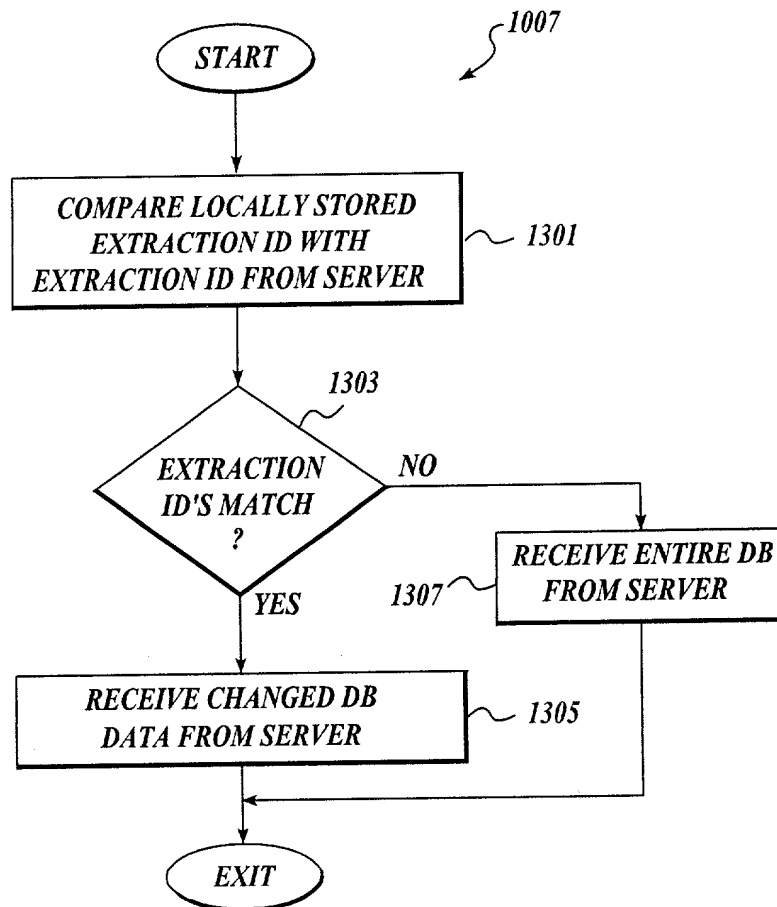 1007
START
COMPARE LOCALLY STORED
EXTRACTION ID WITH
EXTRACTION ID FROM SERVER
1301
1303
EXTRACTION
ID'S MATCH
?
NO
YES
RECEIVE ENTIRE DB
FROM SERVER
1307
RECEIVE CHANGED DB
DATA FROM SERVER
1305
EXIT